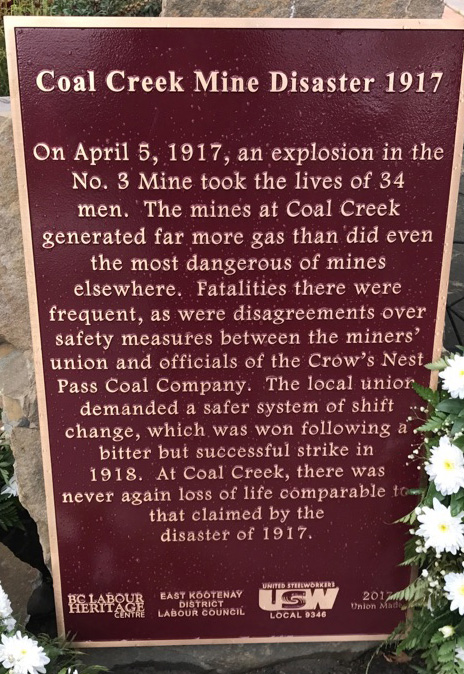 Coal Creek Mine Disaster 1917
On April 5, 1917, an explosion in the
No. 3 Mine took the lives of 34
men. The mines at Coal Creek
generated far more gas than did even
the most dangerous of mines
elsewhere. Fatalities there were
frequent, as were disagreements over
safety measures between the miners'
union and officials of the Crow's Nest
Pass Coal Company. The local union
demanded a safer system of shift
change, which was won following a
bitter but successful strike in
1918. At Coal Creek, there was
never again loss of life comparable to
that claimed by the
disaster of 1917.
BC LABOUR
HERITAGE
CENTRE
EAST KOOTENAY
DISTRICT
LABOUR COUNCIL
UNITED STEELWORKERS
USW
LOCAL 9346
2017
Union Made